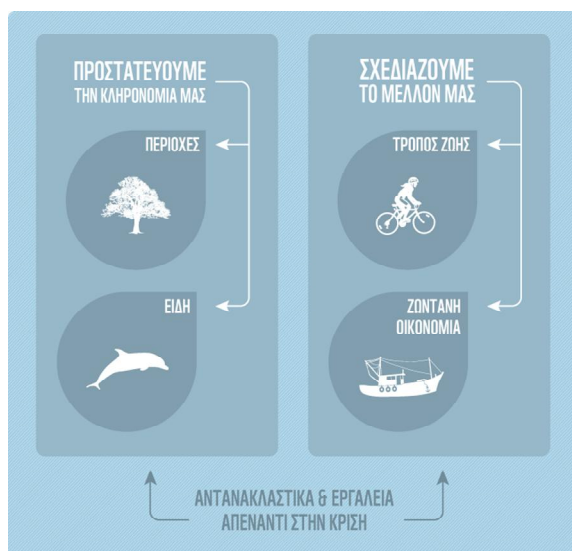 ΠΡΟΣΤΑΤΕΥΟΥΜΕ
ΤΗΝ ΚΛΗΡΟΝΟΜΙΑ ΜΑΣ
ΠΕΡΙΟΧΕΣ
ΕΙΔΗ
ΣΧΕΔΙΑΖΟΥΜΕ
ΤΟ ΜΕΛΛΟΝ ΜΑΣ
ΤΡΟΠΟΣ ΖΩΗΣ
ΖΩΝΤΑΝΗ
ΟΙΚΟΝΟΜΙΑ
ΑΝΤΑΝΑΚΛΑΣΤΙΚΑ & ΕΡΓΑΛΕΙΑ
ΑΠΕΝΑΝΤΙ ΣΤΗΝ ΚΡΙΣΗ